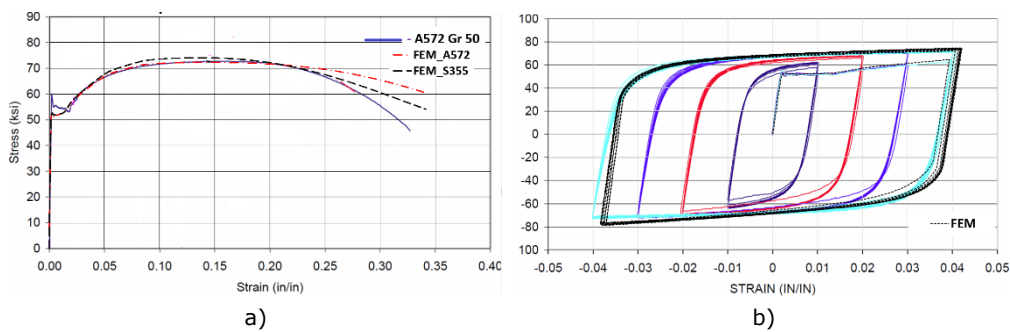 90
80
70
60
50
40
30
20
10
0
Stress (ksi)
0.00 0.05 0.10 0.15 0.20 0.25 0.30 0.35 0.40
Strain (in/in)
A572 Gr 50
FEM_A572
FEM_S355
a)
100
80
60
40
20
0
-20
-40
-60
-80
100
-0.05 -0.04 -0.03 -0.02 -0.01 0 0.01 0.02 0.03 0.04 0.05
STRAIN (IN/IN)
FEM
b)